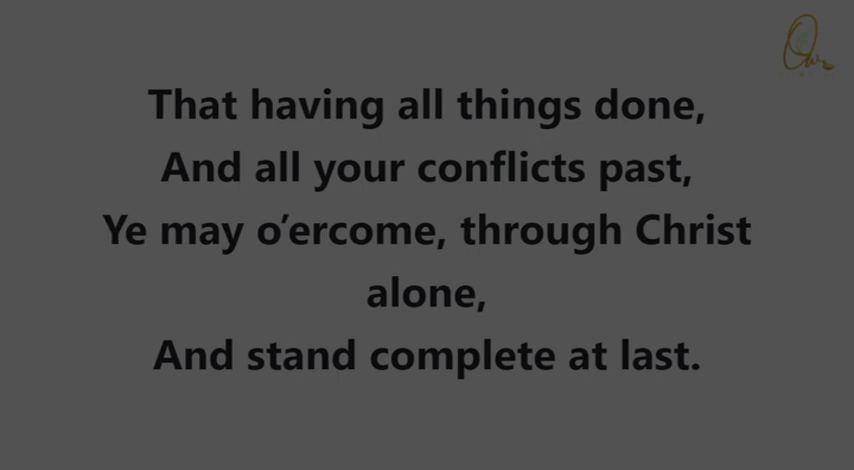 That having all things done,
And all your conflicts past,
Ye may o’ercome, through Christ
alone,
And stand complete at last.